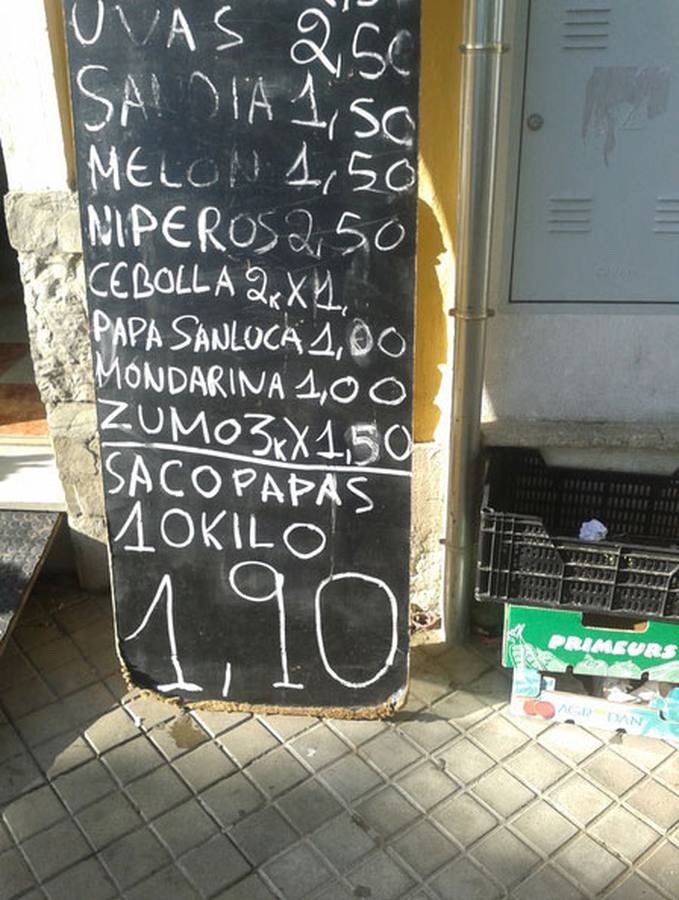 UVAS 2,50
SANDIA 1,50
MELON 1,50
NIPEROS 2,50
CEBOLLA 2K X 1,
PAPA SANLUCA 1,00
MONDARINA 1,00
ZUMO 3K X 1,50
SACO PAPAS
10 KILO
1,90
PRIMEURS
AGRODAN